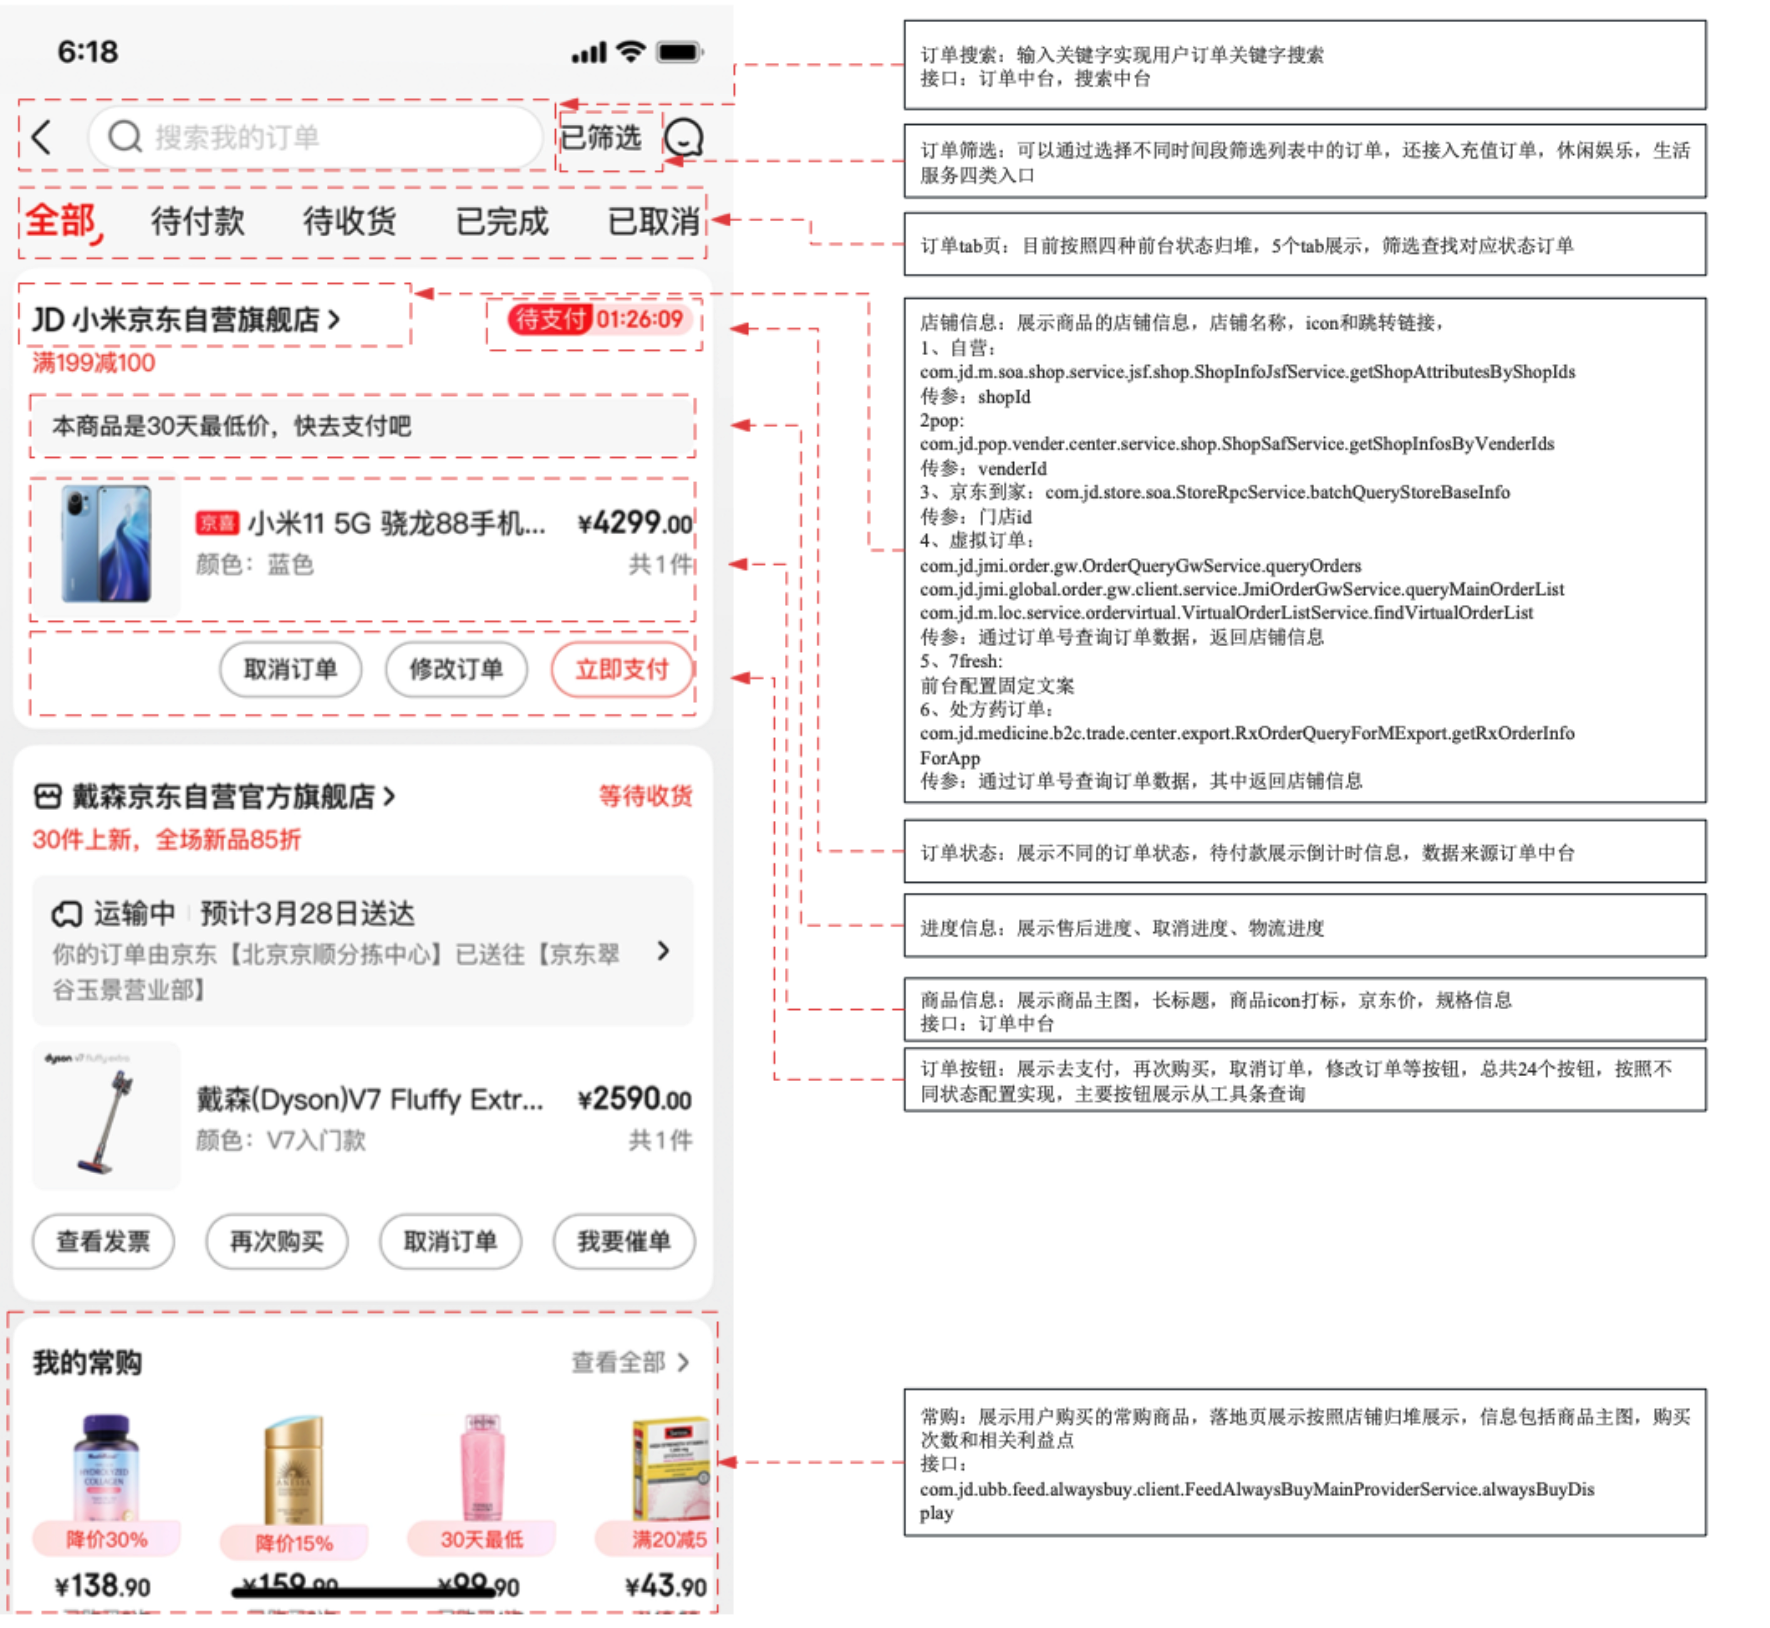 6:18
搜索我的订单
已筛选
全部
待付款
待收货
已完成
已取消
JD 小米京东自营旗舰店
待支付 01:26:09
满199减100
本商品是30天最低价，快去支付吧
京喜 小米11 5G 骁龙88手机... ¥4299.00
颜色：蓝色 共1件
取消订单
修改订单
立即支付
戴森京东自营官方旗舰店
等待收货
30件上新，全场新品85折
运输中 预计3月28日送达
你的订单由京东【北京京顺分拣中心】已送往【京东翠
谷玉景营业部】
dyson v7 fluffy extra
戴森(Dyson)V7 Fluffy Extr... ¥2590.00
颜色：V7入门款 共1件
查看发票
再次购买
取消订单
我要催单
我的常购
查看全部
HYDROLYZED
COLLAGEN
降价30%
降价15%
30天最低
满20减5
¥138.90
¥159.90
¥99.90
¥43.90
订单搜索：输入关键字实现用户订单关键字搜索
接口：订单中台，搜索中台
订单筛选：可以通过选择不同时间段筛选列表中的订单，还接入充值订单，休闲娱乐，生活
服务四类入口
订单tab页：目前按照四种前台状态归堆，5个tab展示，筛选查找对应状态订单
店铺信息：展示商品的店铺信息，店铺名称，icon和跳转链接，
1、自营：
com.jd.m.soa.shop.service.jsf.shop.ShopInfoJsfService.getShopAttributesByShopIds
传参：shopId
2pop:
com.jd.pop.vender.center.service.shop.ShopSafService.getShopInfosByVenderIds
传参：venderId
3、京东到家：com.jd.store.soa.StoreRpcService.batchQueryStoreBaseInfo
传参：门店id
4、虚拟订单：
com.jd.jmi.order.gw.OrderQueryGwService.queryOrders
com.jd.jmi.global.order.gw.client.service.JmiOrderGwService.queryMainOrderList
com.jd.m.loc.service.ordervirtual.VirtualOrderListService.findVirtualOrderList
传参：通过订单号查询订单数据，返回店铺信息
5、7fresh:
前台配置固定文案
6、处方药订单：
com.jd.medicine.b2c.trade.center.export.RxOrderQueryForMExport.getRxOrderInfo
ForApp
传参：通过订单号查询订单数据，其中返回店铺信息
订单状态：展示不同的订单状态，待付款展示倒计时信息，数据来源订单中台
进度信息：展示售后进度、取消进度、物流进度
商品信息：展示商品主图，长标题，商品icon打标，京东价，规格信息
接口：订单中台
订单按钮：展示去支付，再次购买，取消订单，修改订单等按钮，总共24个按钮，按照不
同状态配置实现，主要按钮展示从工具条查询
常购：展示用户购买的常购商品，落地页展示按照店铺归堆展示，信息包括商品主图，购买
次数和相关利益点
接口：
com.jd.ubb.feed.alwaysbuy.client.FeedAlwaysBuyMainProviderService.alwaysBuyDis
play